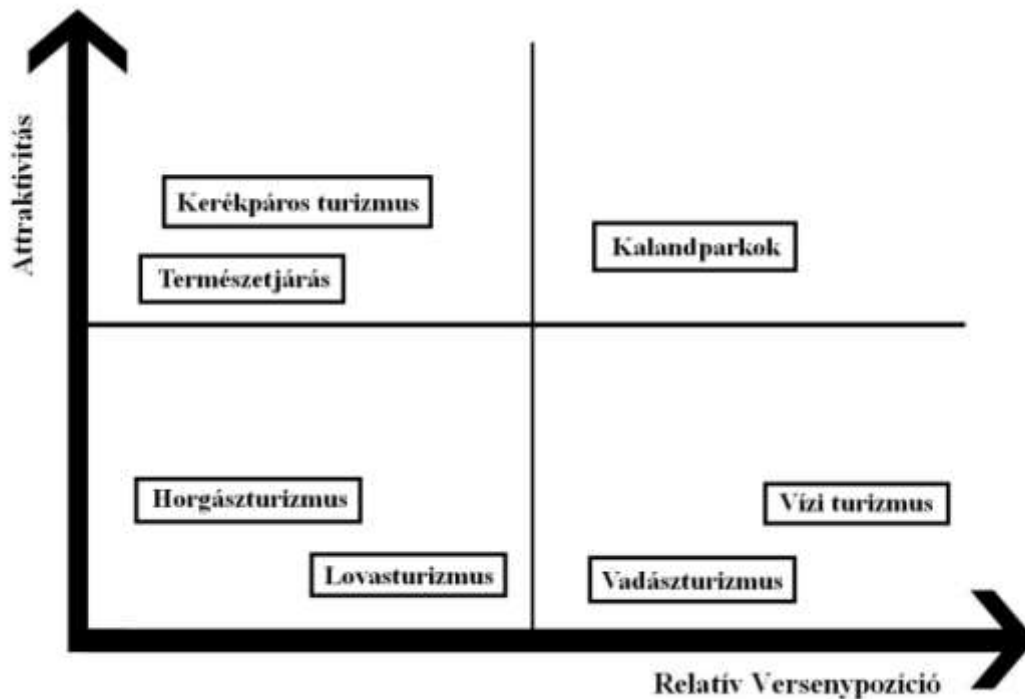 Attraktivitás
Kerékpáros turizmus
Kalandparkok
Természetjárás
Horgászturizmus
Vízi turizmus
Lovasturizmus
Vadászturizmus
Relatív Versenypozíció